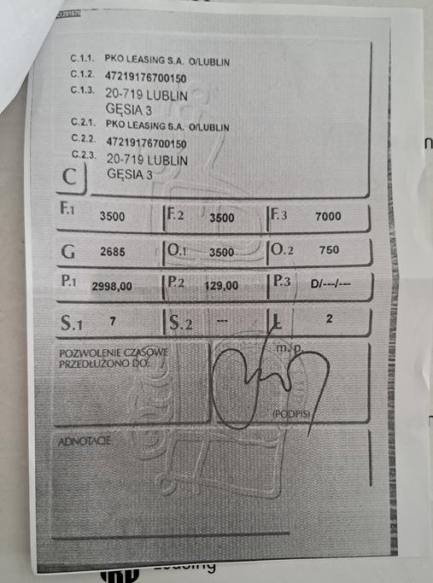 C.1.1. PKO LEASING S.A. O/LUBLIN
C.1.2. 47219176700150
C.1.3. 20-719 LUBLIN
GĘSIA 3
C.2.1. PKO LEASING S.A. O/LUBLIN
C.2.2. 47219176700150
C.2.3. 20-719 LUBLIN
GĘSIA 3
C
F.1 3500 F.2 3500 F.3 7000
G 2685 O.1 3500 O.2 750
P.1 2998,00 P.2 129,00 P.3 D/---/---
S.1 7 S.2 --- Ł 2
POZWOLENIE CZASOWE
PRZEDŁUŻONO DO:
m.p.
(PODPIS)
ADNOTACJE